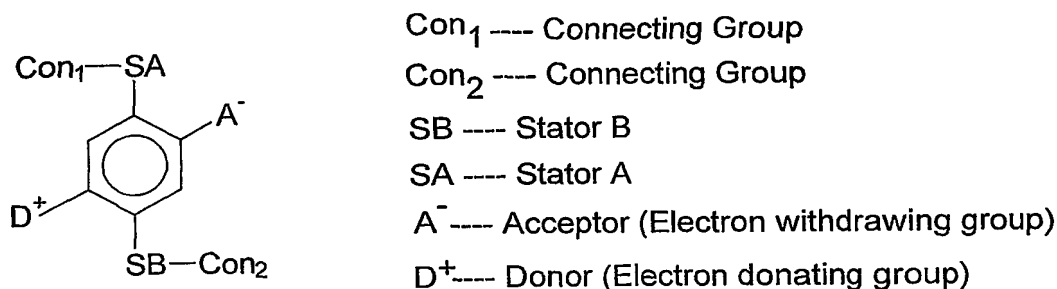 Con₁—SA
A⁻
D⁺
SB—Con₂
Con₁ ---- Connecting Group
Con₂ ---- Connecting Group
SB ---- Stator B
SA ---- Stator A
A⁻ ---- Acceptor (Electron withdrawing group)
D⁺---- Donor (Electron donating group)